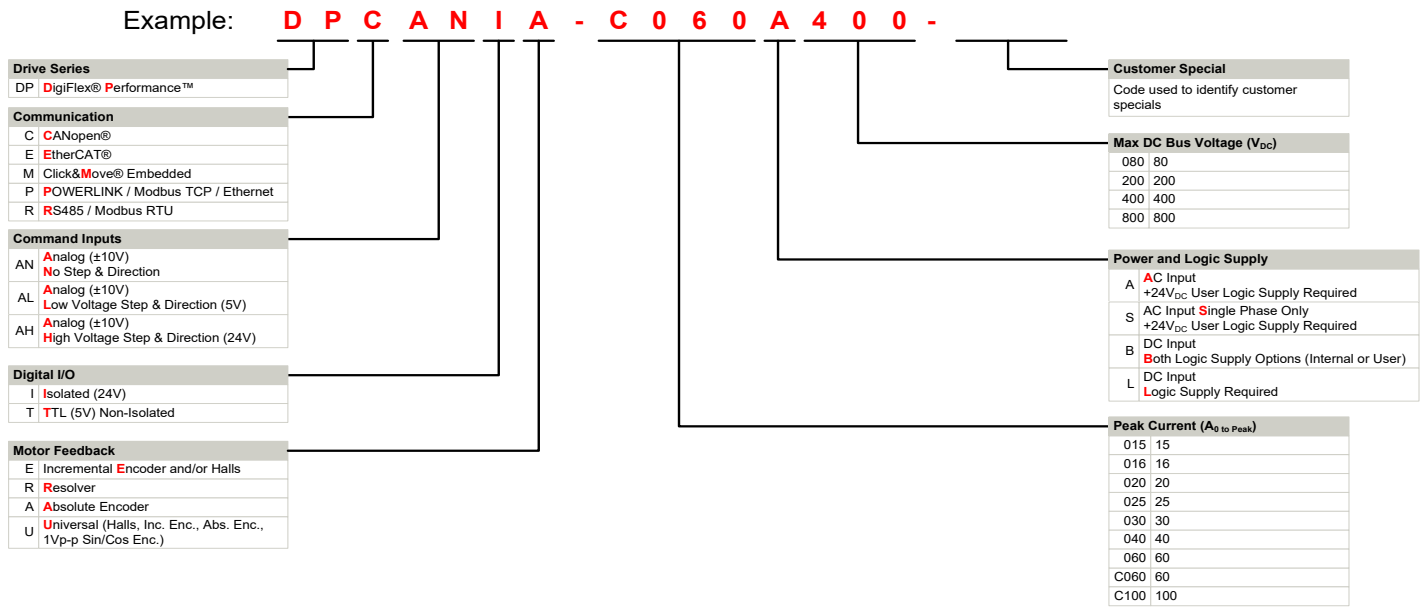 Example: D P C A N I A - C 0 6 0 A 4 0 0 -
Drive Series
DP DigiFlex® Performance™
Communication
C CANopen®
E EtherCAT®
M Click&Move® Embedded
P POWERLINK / Modbus TCP / Ethernet
R RS485 / Modbus RTU
Command Inputs
AN Analog (±10V)
No Step & Direction
AL Analog (±10V)
Low Voltage Step & Direction (5V)
AH Analog (±10V)
High Voltage Step & Direction (24V)
Digital I/O
I Isolated (24V)
T TTL (5V) Non-Isolated
Motor Feedback
E Incremental Encoder and/or Halls
R Resolver
A Absolute Encoder
U Universal (Halls, Inc. Enc., Abs. Enc.,
1Vp-p Sin/Cos Enc.)
Customer Special
Code used to identify customer
specials
Max DC Bus Voltage (VDC)
080 80
200 200
400 400
800 800
Power and Logic Supply
A AC Input
+24VDC User Logic Supply Required
S AC Input Single Phase Only
+24VDC User Logic Supply Required
B DC Input
Both Logic Supply Options (Internal or User)
L DC Input
Logic Supply Required
Peak Current (A0 to Peak)
015 15
016 16
020 20
025 25
030 30
040 40
060 60
C060 60
C100 100